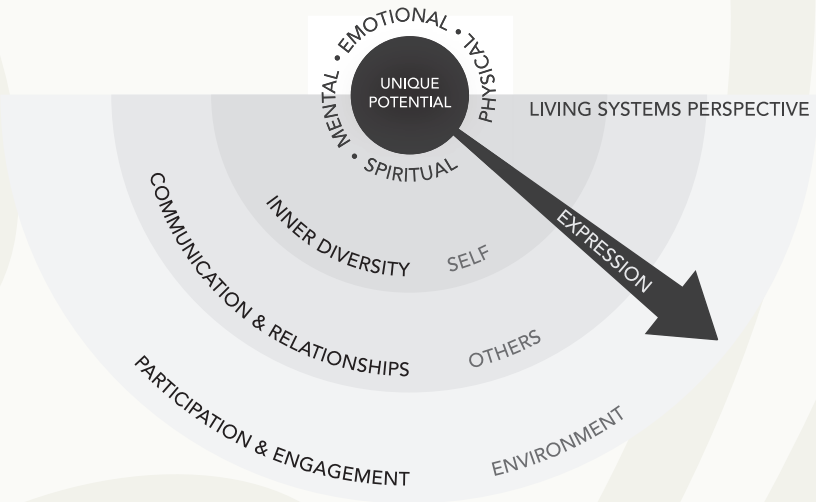 MENTAL • EMOTIONAL • PHYSICAL
• SPIRITUAL
UNIQUE
POTENTIAL
LIVING SYSTEMS PERSPECTIVE
EXPRESSION
INNER DIVERSITY
SELF
COMMUNICATION & RELATIONSHIPS
OTHERS
PARTICIPATION & ENGAGEMENT
ENVIRONMENT